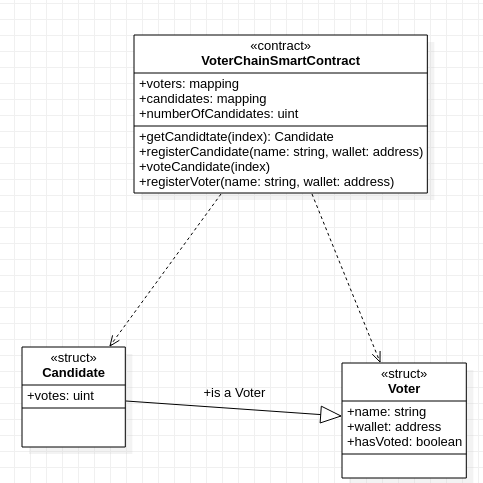 «contract»
VoterChainSmartContract
+voters: mapping
+candidates: mapping
+numberOfCandidates: uint
+getCandidtate(index): Candidate
+registerCandidate(name: string, wallet: address)
+voteCandidate(index)
+registerVoter(name: string, wallet: address)
«struct»
Candidate
+votes: uint
+is a Voter
«struct»
Voter
+name: string
+wallet: address
+hasVoted: boolean